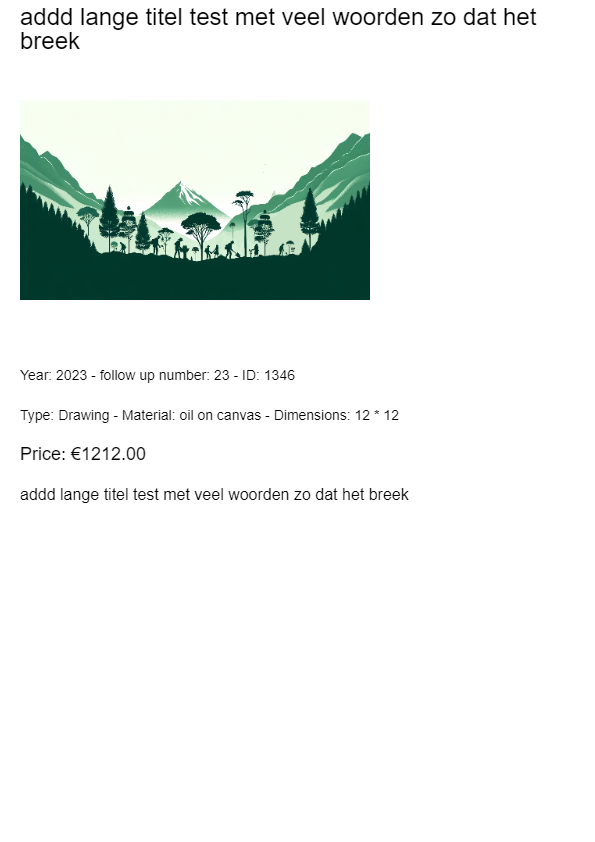 addd lange titel test met veel woorden zo dat het
breek
Year: 2023 - follow up number: 23 - ID: 1346
Type: Drawing - Material: oil on canvas - Dimensions: 12 * 12
Price: €1212.00
addd lange titel test met veel woorden zo dat het breek